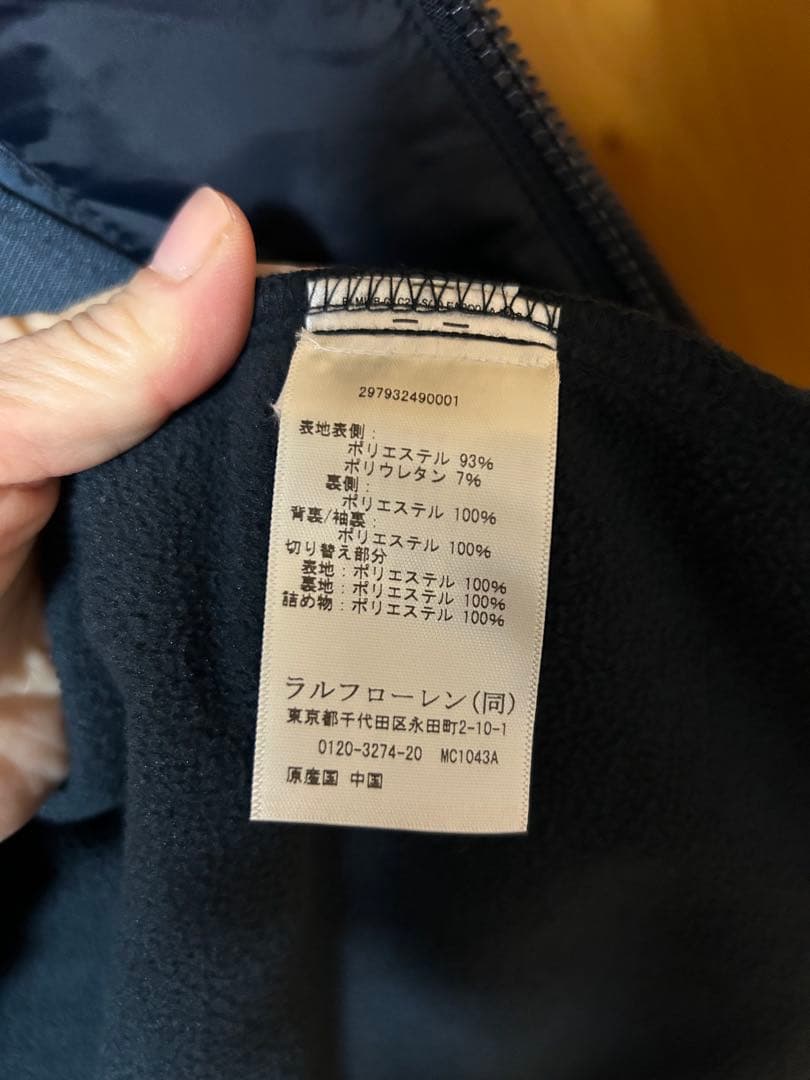 297932490001
表地表側:
ポリエステル 93%
ポリウレタン 7%
裏側:
ポリエステル 100%
背裏/袖裏:
ポリエステル 100%
切り替え部分
表地:ポリエステル 100%
裏地:ポリエステル 100%
詰め物:ポリエステル 100%
ラルフローレン(同)
東京都千代田区永田町2-10-1
0120-3274-20 MC1043A
原産国 中国